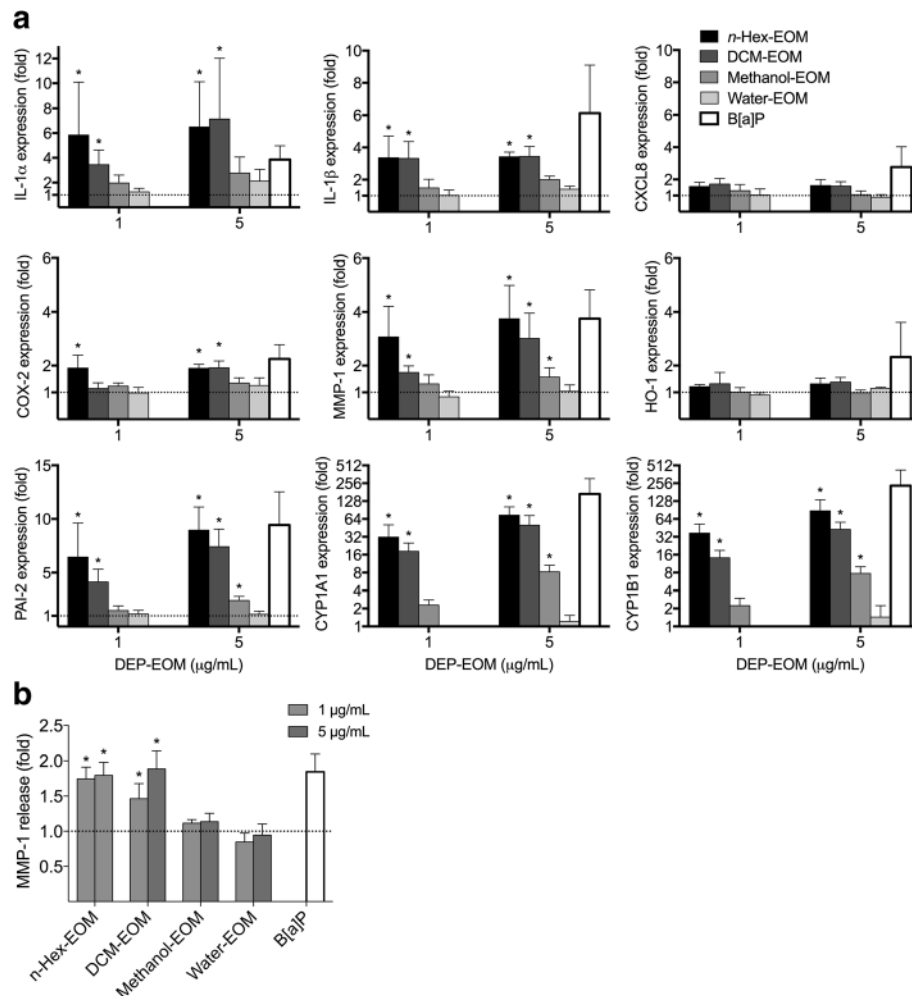 a
n-Hex-EOM
DCM-EOM
Methanol-EOM
Water-EOM
B[a]P
IL-1α expression (fold)
12
10
8
6
4
2
1
* * * *
1 5
IL-1β expression (fold)
10
8
6
4
2
1
* * * *
1 5
CXCL8 expression (fold)
10
8
6
4
2
1
1 5
COX-2 expression (fold)
6
4
2
1
* * *
1 5
MMP-1 expression (fold)
6
4
2
1
* * * * *
1 5
HO-1 expression (fold)
6
4
2
1
1 5
PAI-2 expression (fold)
15
10
5
1
* * * * *
1 5
DEP-EOM (µg/mL)
CYP1A1 expression (fold)
512
256
128
64
32
16
8
4
2
1
* * * * *
1 5
DEP-EOM (µg/mL)
CYP1B1 expression (fold)
512
256
128
64
32
16
8
4
2
1
* * * * *
1 5
DEP-EOM (µg/mL)
b
1 µg/mL
5 µg/mL
MMP-1 release (fold)
2.5
2.0
1.5
1.0
0.5
* * * *
n-Hex-EOM
DCM-EOM
Methanol-EOM
Water-EOM
B[a]P